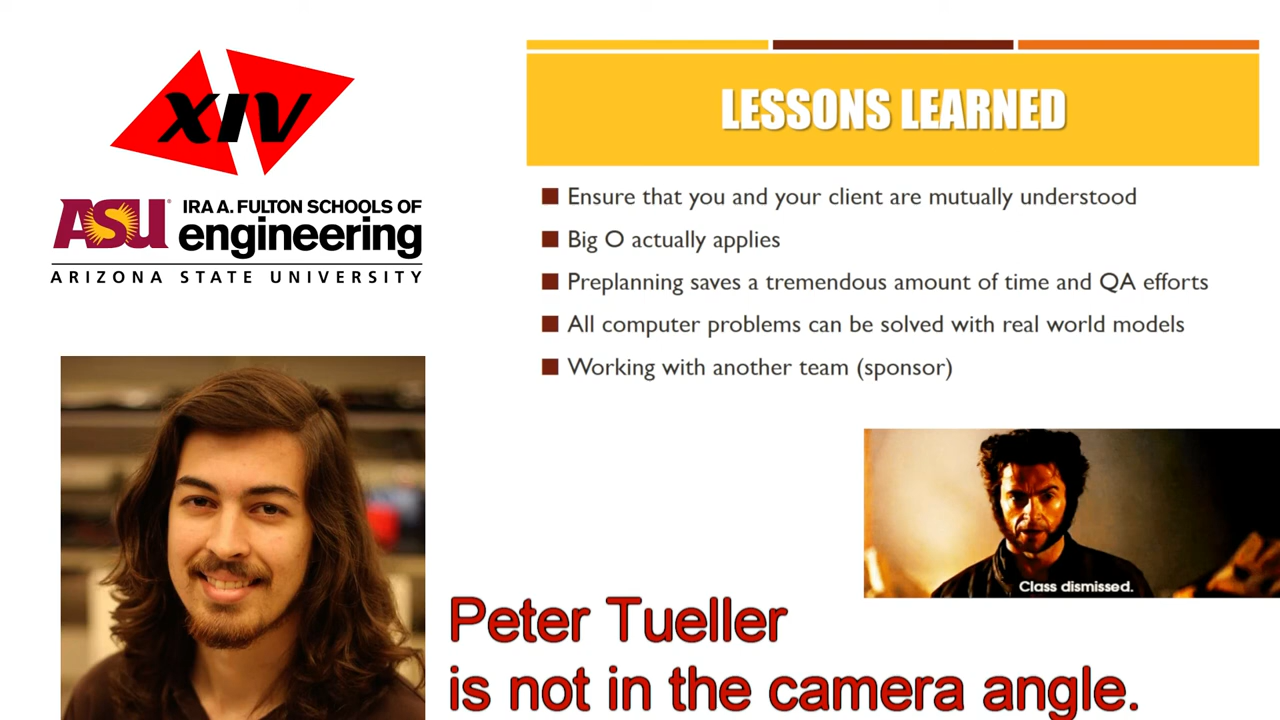 XIV
ASU IRA A. FULTON SCHOOLS OF
engineering
ARIZONA STATE UNIVERSITY
LESSONS LEARNED
Ensure that you and your client are mutually understood
Big O actually applies
Preplanning saves a tremendous amount of time and QA efforts
All computer problems can be solved with real world models
Working with another team (sponsor)
Class dismissed.
Peter Tueller
is not in the camera angle.